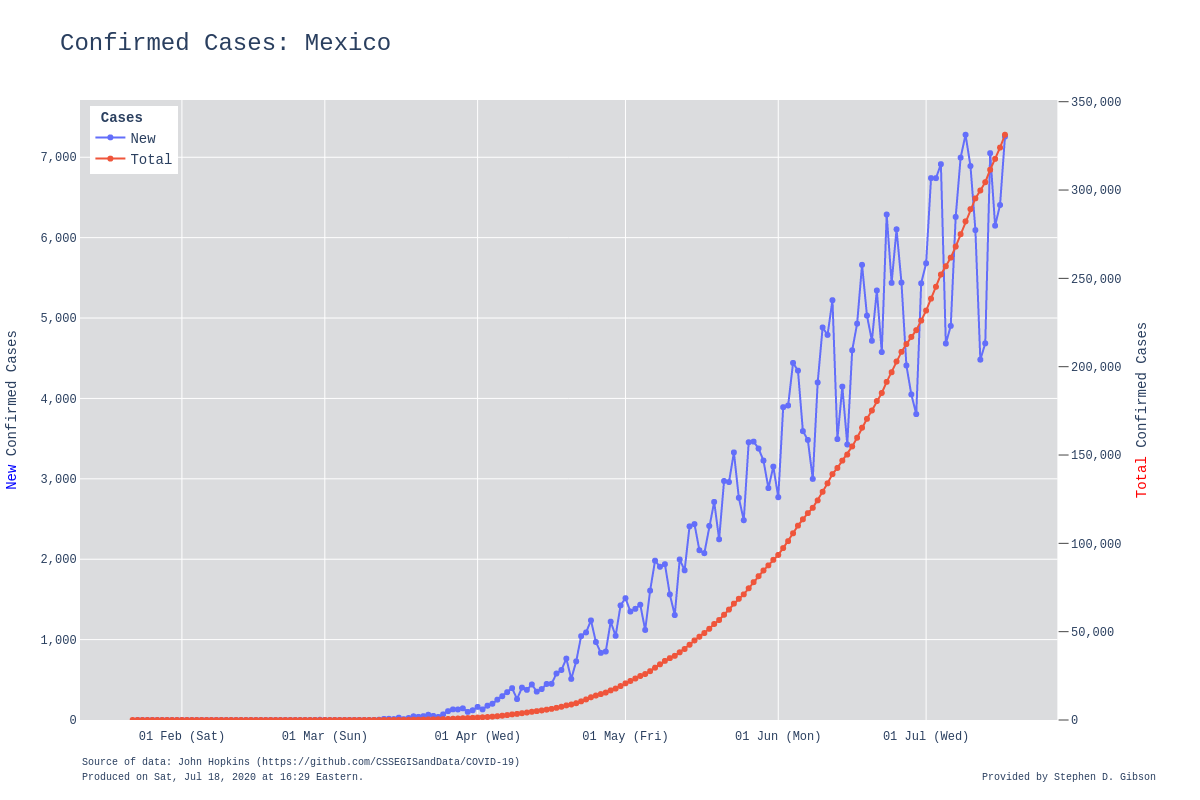 Confirmed Cases: Mexico
Cases
New
Total
7,000
6,000
5,000
4,000
3,000
2,000
1,000
0
New Confirmed Cases
350,000
300,000
250,000
200,000
150,000
100,000
50,000
0
Total Confirmed Cases
01 Feb (Sat)
01 Mar (Sun)
01 Apr (Wed)
01 May (Fri)
01 Jun (Mon)
01 Jul (Wed)
Source of data: John Hopkins (https://github.com/CSSEGISandData/COVID-19)
Produced on Sat, Jul 18, 2020 at 16:29 Eastern.
Provided by Stephen D. Gibson